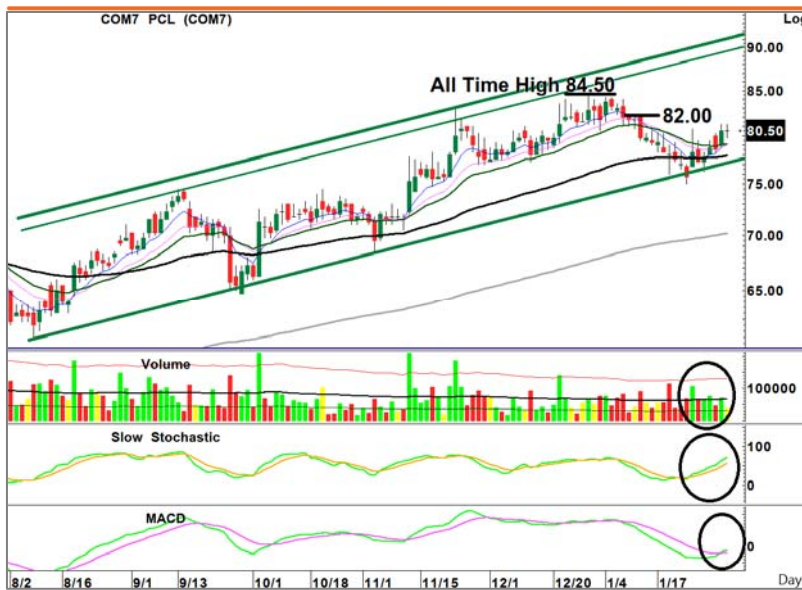 COM7 PCL (COM7)
Log
90.00
All Time High 84.50
85.00
82.00
80.50
75.00
70.00
65.00
Volume
100000
Slow Stochastic
100
0
MACD
0
8/2 8/16 9/1 9/13 10/1 10/18 11/1 11/15 12/1 12/20 1/4 1/17 Day